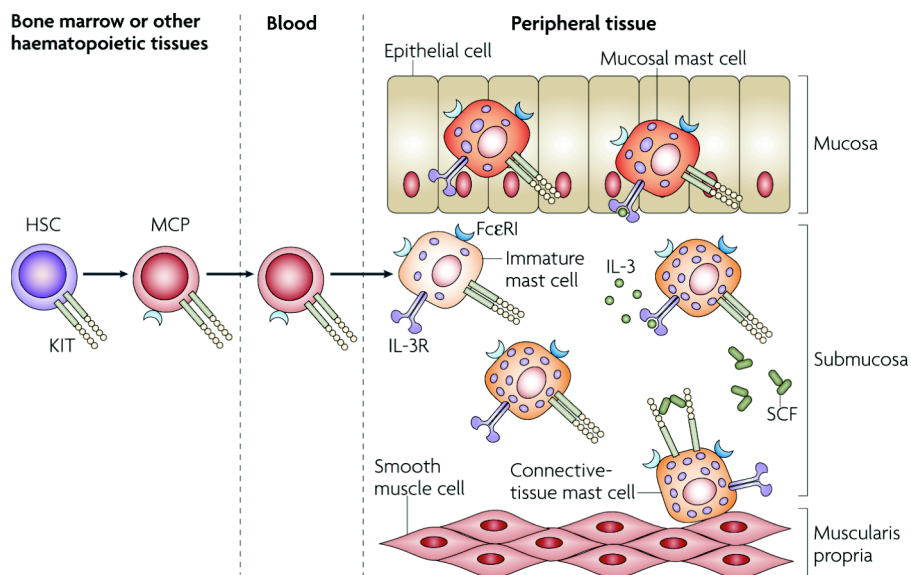 Bone marrow or other
haematopoietic tissues
Blood
Peripheral tissue
Epithelial cell
Mucosal mast cell
Mucosa
HSC
MCP
FcεRI
Immature
mast cell
IL-3
KIT
IL-3R
Submucosa
SCF
Smooth
muscle cell
Connective-
tissue mast cell
Muscularis
propria